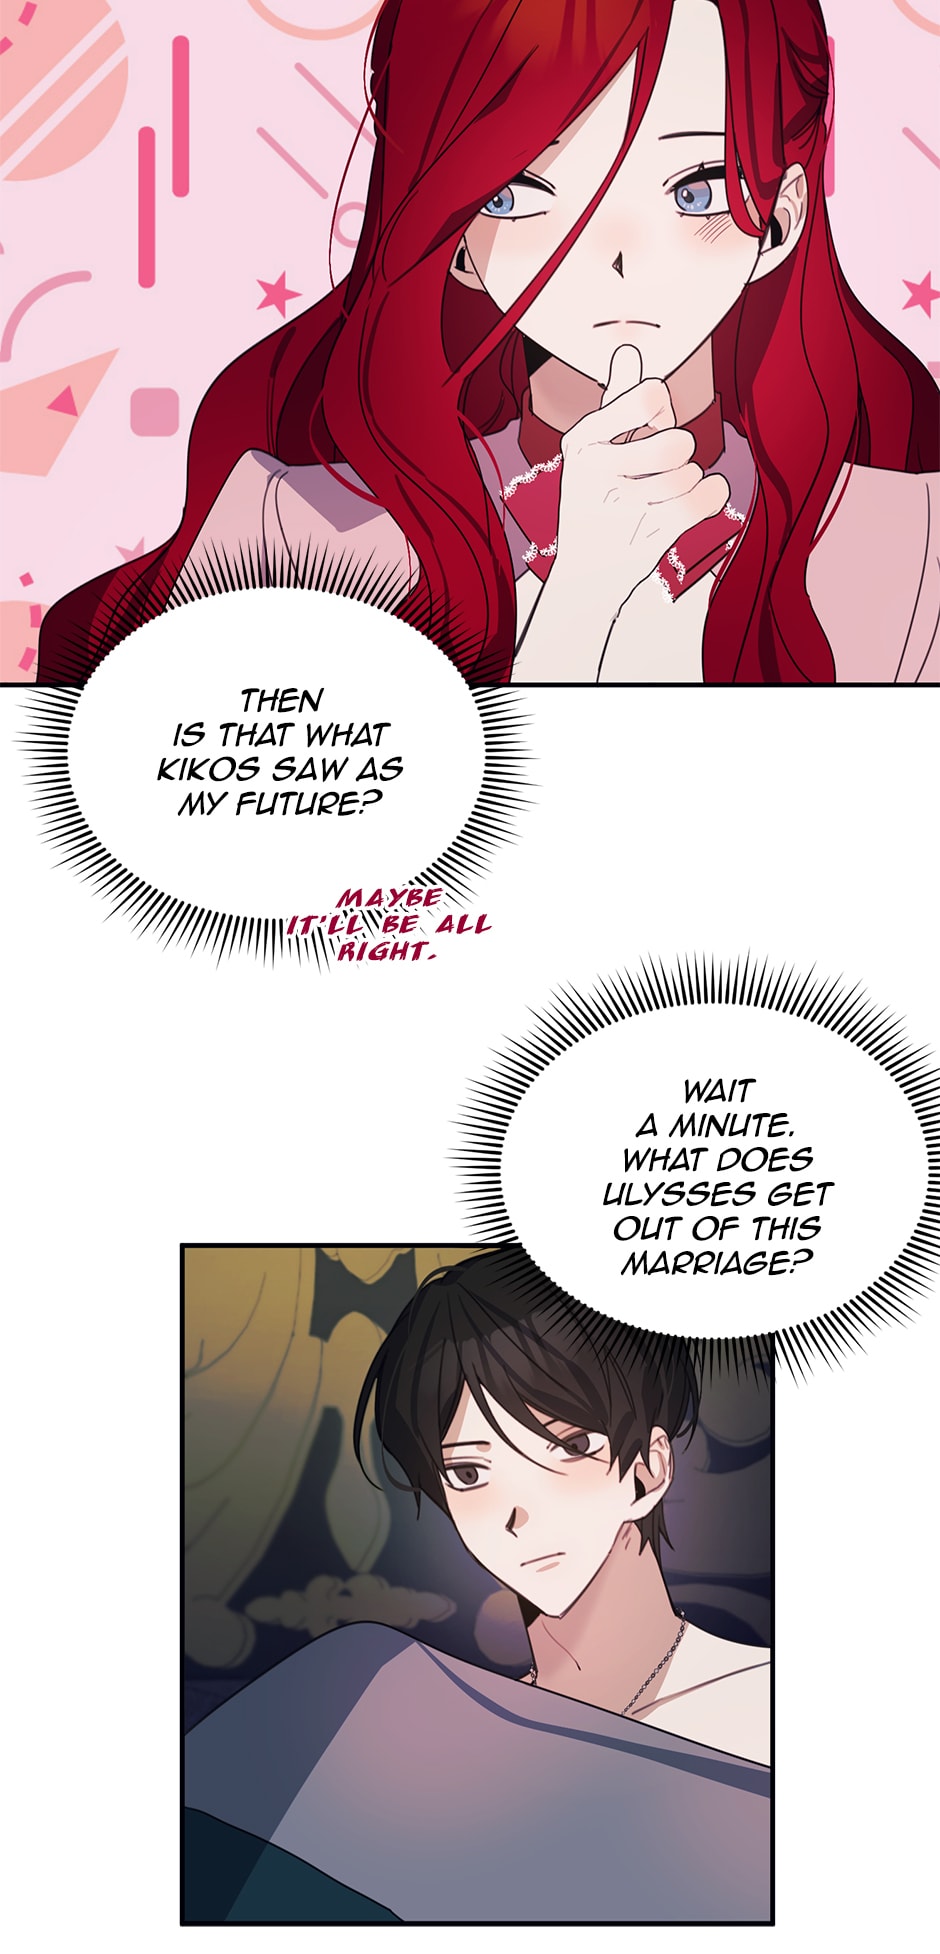 THEN
IS THAT WHAT
KIKOS SAW AS
MY FUTURE?
MAYBE
IT'LL BE ALL
RIGHT.
WAIT
A MINUTE.
WHAT DOES
ULYSSES GET
OUT OF THIS
MARRIAGE?